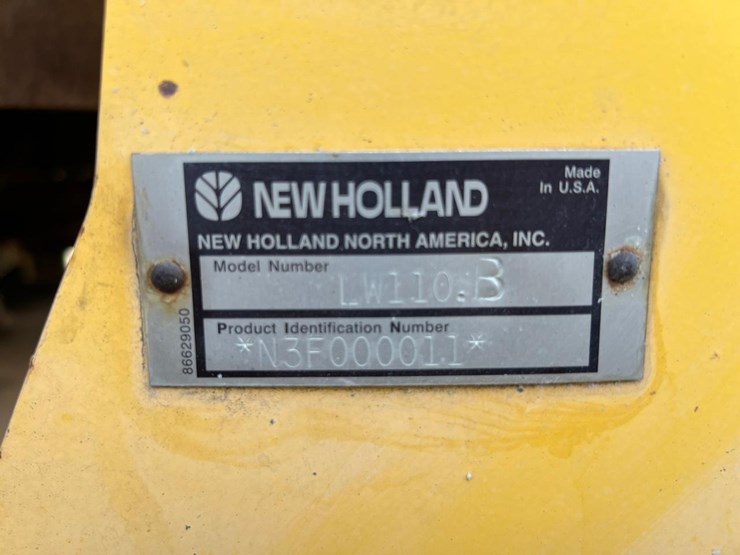 Made
In U.S.A.
NEW HOLLAND
NEW HOLLAND NORTH AMERICA, INC.
Model Number
LW110.B
Product Identification Number
*N3F000011*
86629050